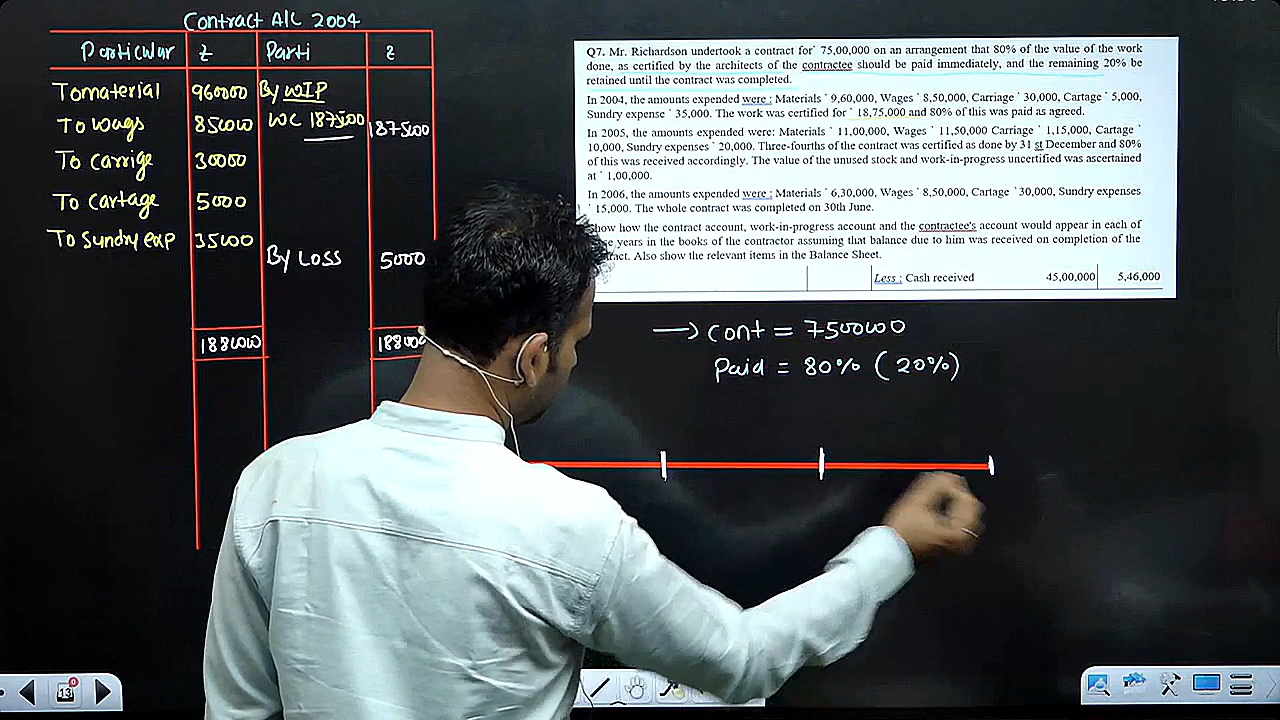 Contract A/C 2004
Particular ₹ Parti ₹
To material 960000 By WIP
To wags 850000 WC 187500 1875000
To carrige 30000
To Cartage 5000
To Sundry exp 35000
By Loss 5000
1880000 188000
Q7. Mr. Richardson undertook a contract for` 75,00,000 on an arrangement that 80% of the value of the work
done, as certified by the architects of the contractee should be paid immediately, and the remaining 20% be
retained until the contract was completed.
In 2004, the amounts expended were : Materials ` 9,60,000, Wages ` 8,50,000, Carriage ` 30,000, Cartage ` 5,000,
Sundry expense ` 35,000. The work was certified for ` 18,75,000 and 80% of this was paid as agreed.
In 2005, the amounts expended were: Materials ` 11,00,000, Wages ` 11,50,000 Carriage ` 1,15,000, Cartage `
10,000, Sundry expenses ` 20,000. Three-fourths of the contract was certified as done by 31 st December and 80%
of this was received accordingly. The value of the unused stock and work-in-progress uncertified was ascertained
at ` 1,00,000.
In 2006, the amounts expended were : Materials ` 6,30,000, Wages ` 8,50,000, Cartage ` 30,000, Sundry expenses
` 15,000. The whole contract was completed on 30th June.
how how the contract account, work-in-progress account and the contractee's account would appear in each of
years in the books of the contractor assuming that balance due to him was received on completion of the
ract. Also show the relevant items in the Balance Sheet.
Less : Cash received 45,00,000 5,46,000
→ Cont = 7500000
Paid = 80% (20%)
13
0